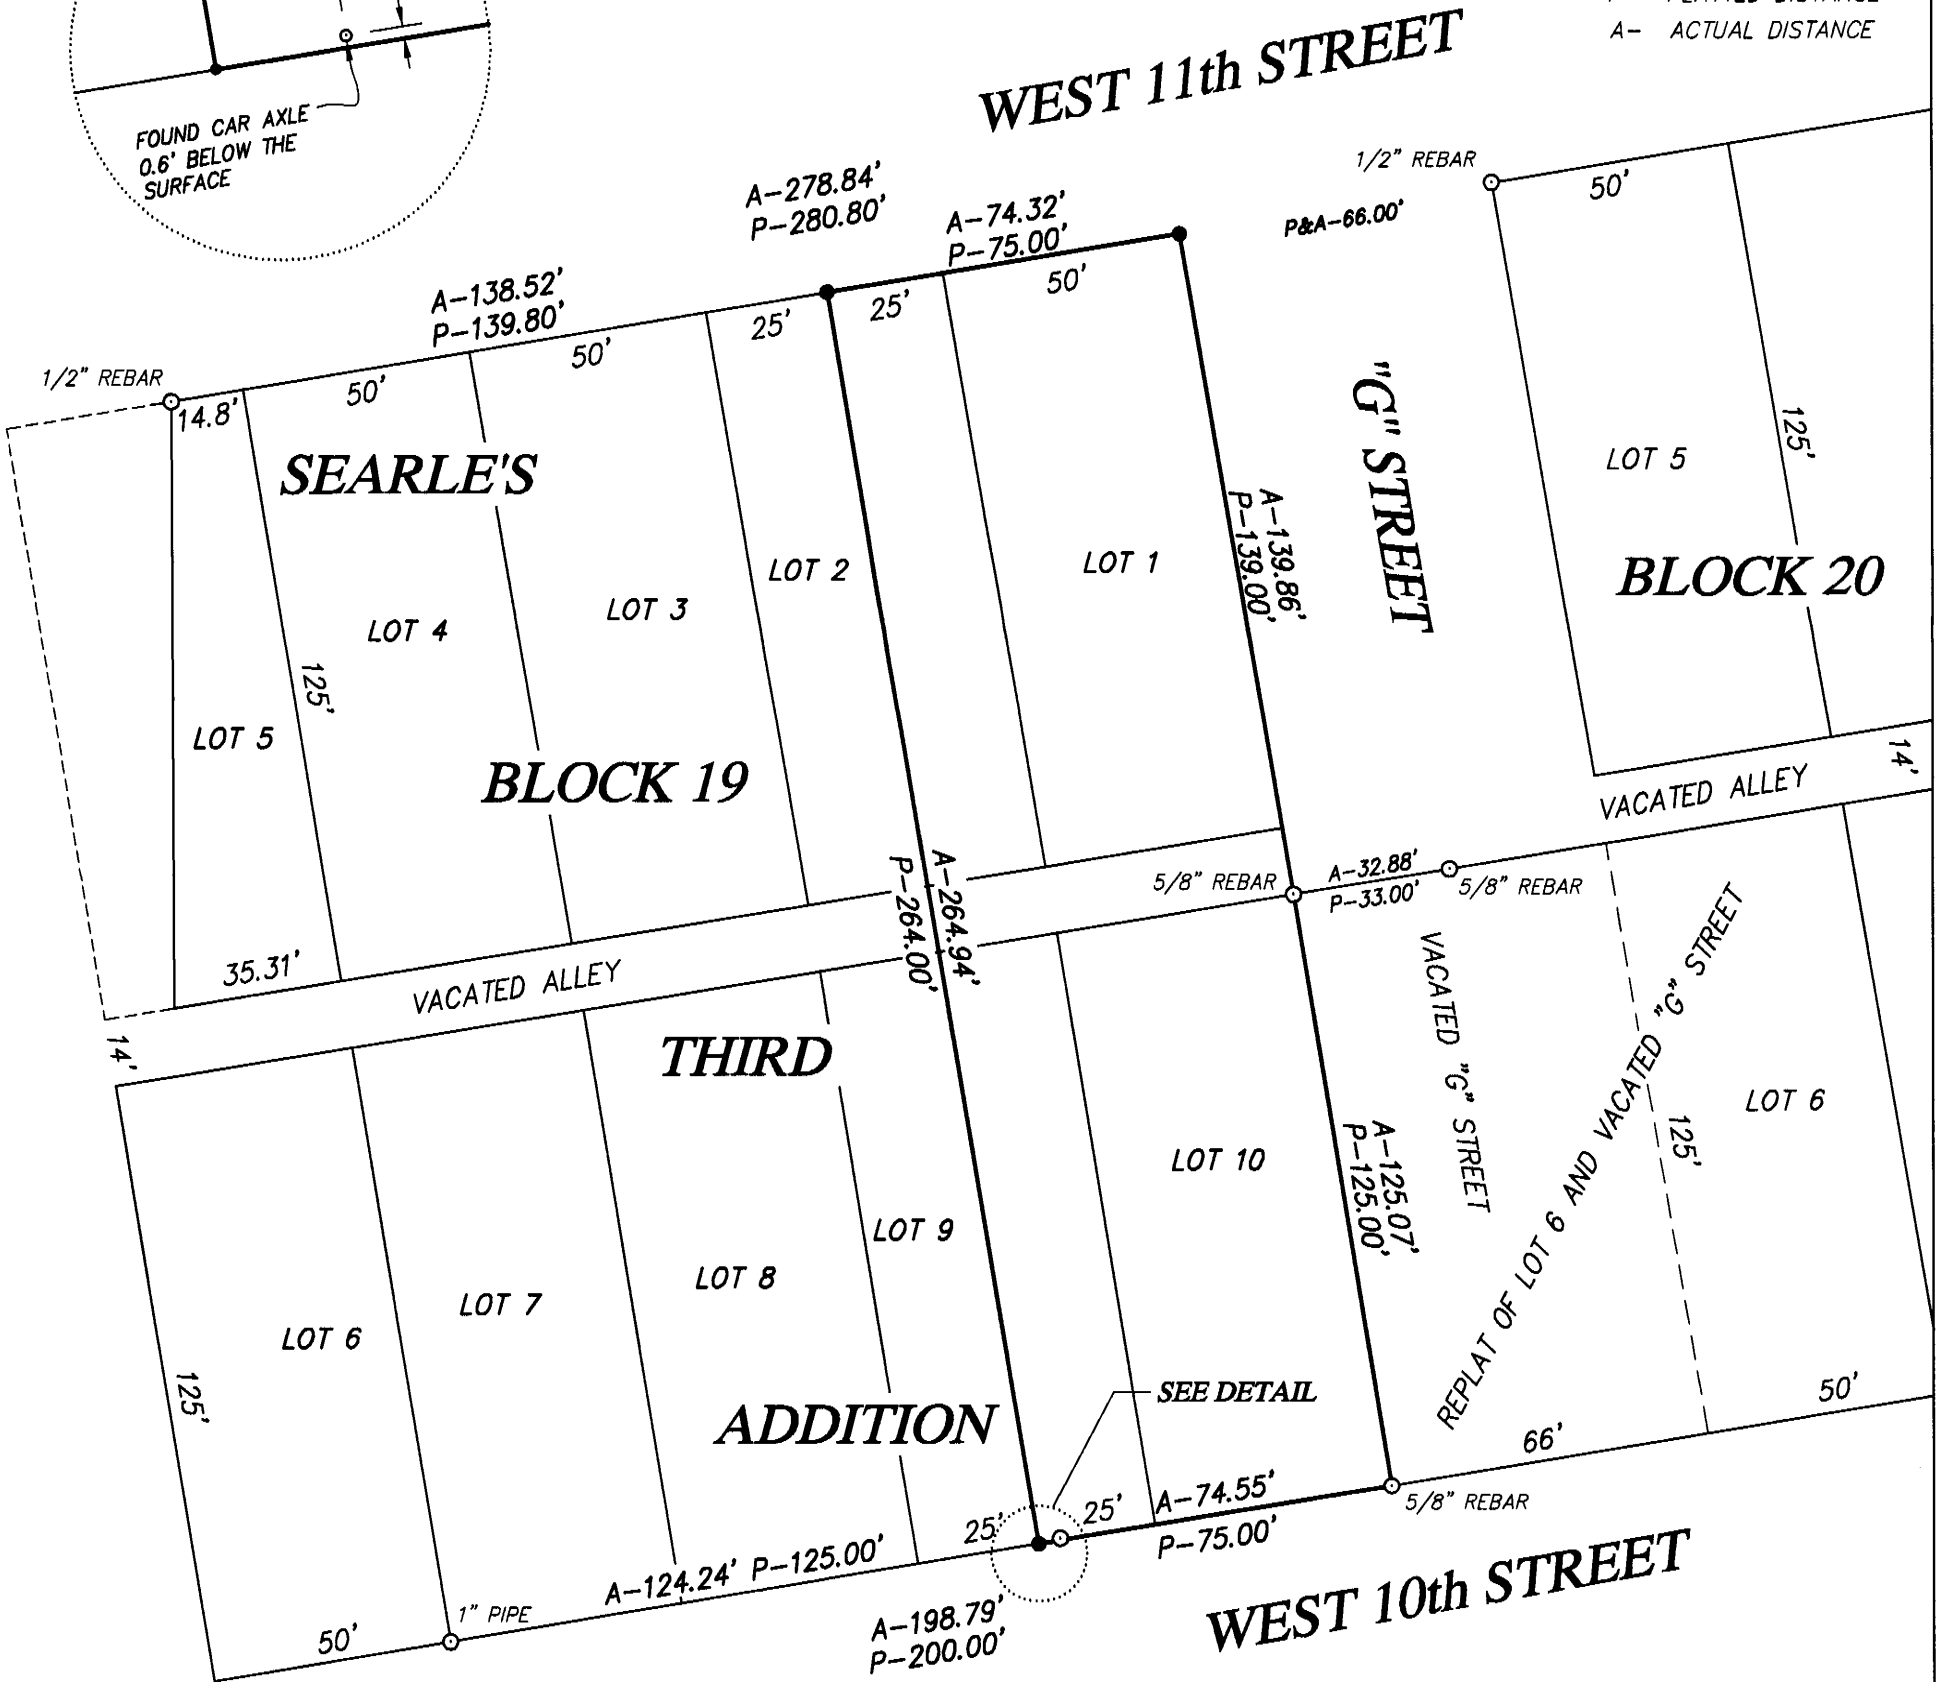 A- ACTUAL DISTANCE
WEST 11th STREET
FOUND CAR AXLE
0.6' BELOW THE
SURFACE
1/2" REBAR
50'
A-278.84'
P-280.80'
A-74.32'
P-75.00'
P&A-66.00'
50'
A-138.52'
P-139.80'
25'
25'
50'
50'
1/2" REBAR
14.8'
"G" STREET
125'
SEARLE'S
LOT 5
A-139.86'
P-139.00'
LOT 1
LOT 2
BLOCK 20
LOT 3
LOT 4
125'
LOT 5
BLOCK 19
14'
VACATED ALLEY
A-264.94'
P-264.00'
5/8" REBAR
A-32.88'
P-33.00'
5/8" REBAR
35.31'
VACATED ALLEY
VACATED "G" STREET
REPLAT OF LOT 6 AND VACATED "G" STREET
14'
THIRD
LOT 6
125'
LOT 10
A-125.07'
P-125.00'
LOT 9
LOT 8
LOT 7
LOT 6
125'
SEE DETAIL
50'
ADDITION
66'
25'
25'
A-74.55'
P-75.00'
5/8" REBAR
A-124.24' P-125.00'
1" PIPE
50'
A-198.79'
P-200.00'
WEST 10th STREET